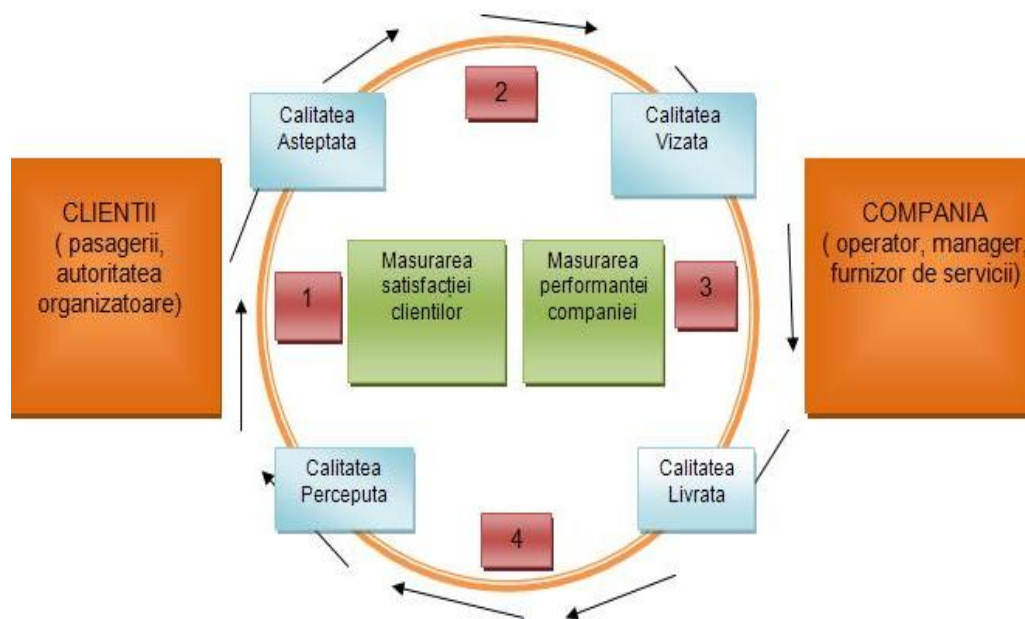 2
Calitatea
Asteptata
Calitatea
Vizata
CLIENTII
( pasagerii,
autoritatea
organizatoare)
COMPANIA
( operator, manager,
furnizor de servicii)
1
Masurarea
satisfacției
clientilor
Masurarea
performantei
companiei
3
Calitatea
Perceputa
Calitatea
Livrata
4